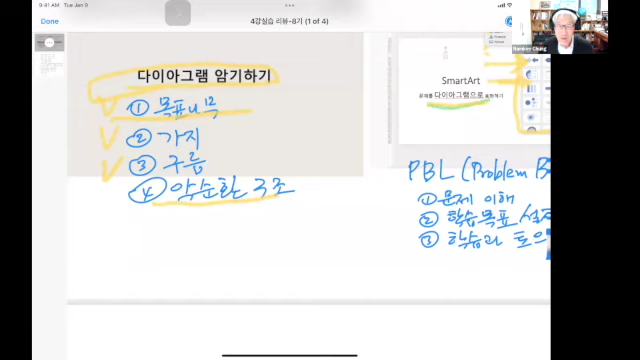 9:41 AM Tue Jan 9
Done
4강실습 리뷰-8기 (1 of 4)
다이아그램 암기하기
① 목표나무
② 가지
③ 구름
④ 악순환 구조
SmartArt
문제를 다이아그램으로 표현하기
PBL (Problem B
① 문제 이해
② 학습목표 설
③ 학습과 토의